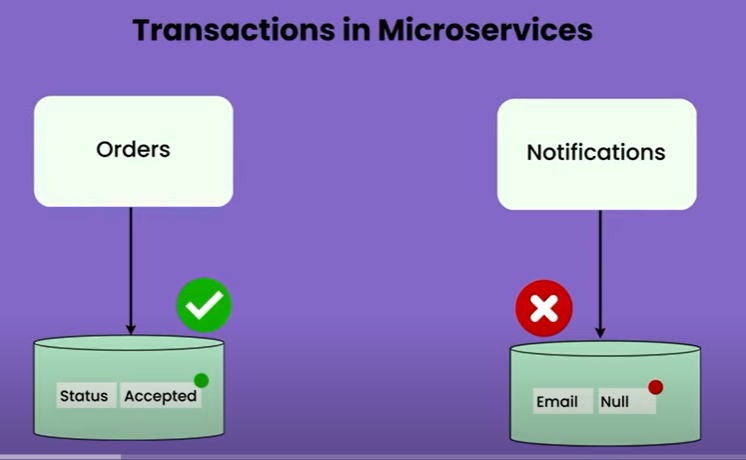 Transactions in Microservices
Orders
Notifications
Status Accepted
Email Null